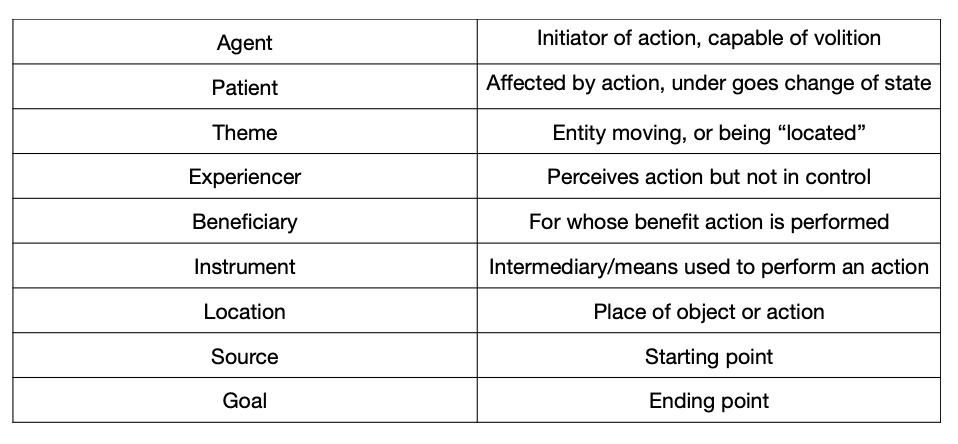 Agent Initiator of action, capable of volition
Patient Affected by action, under goes change of state
Theme Entity moving, or being “located”
Experiencer Perceives action but not in control
Beneficiary For whose benefit action is performed
Instrument Intermediary/means used to perform an action
Location Place of object or action
Source Starting point
Goal Ending point